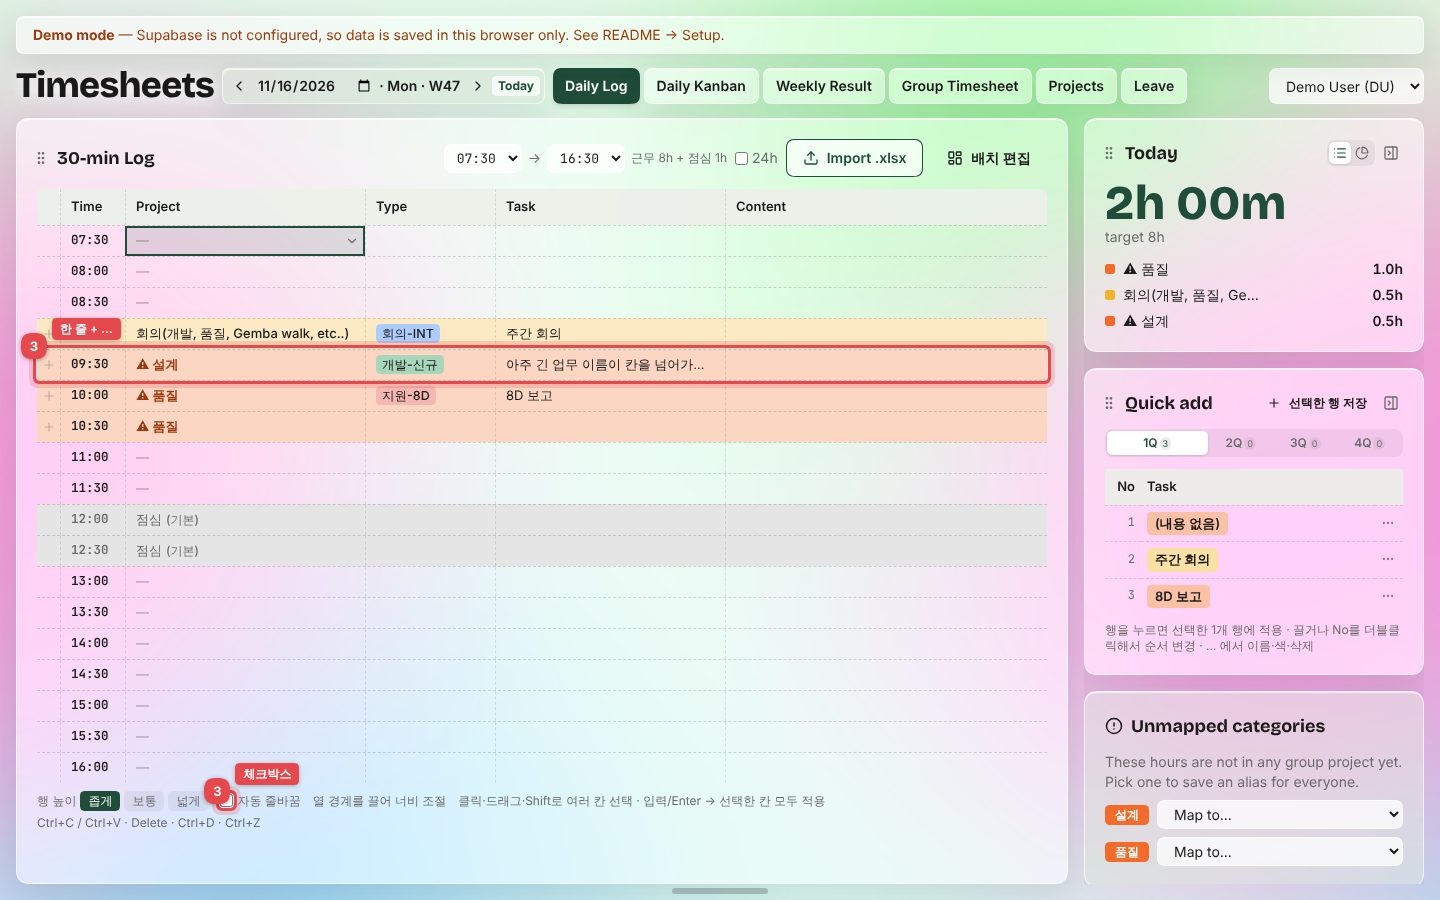 Demo mode — Supabase is not configured, so data is saved in this browser only. See README → Setup.
Timesheets
11/16/2026 · Mon · W47 Today
Daily Log Daily Kanban Weekly Result Group Timesheet Projects Leave
Demo User (DU)
30-min Log
07:30 → 16:30 근무 8h + 점심 1h 24h Import .xlsx 배치 편집
Time Project Type Task Content
07:30 —
08:00 —
08:30 —
한 줄 + ...
회의(개발, 품질, Gemba walk, etc..) 회의-INT 주간 회의
3
09:30 설계 개발-신규 아주 긴 업무 이름이 칸을 넘어가...
10:00 품질 지원-8D 8D 보고
10:30 품질
11:00 —
11:30 —
12:00 점심 (기본)
12:30 점심 (기본)
13:00 —
13:30 —
14:00 —
14:30 —
15:00 —
15:30 —
16:00 —
체크박스
3
행 높이 좁게 보통 넓게 자동 줄바꿈 열 경계를 끌어 너비 조절 클릭·드래그·Shift로 여러 칸 선택 · 입력/Enter → 선택한 칸 모두 적용
Ctrl+C / Ctrl+V · Delete · Ctrl+D · Ctrl+Z
Today
2h 00m
target 8h
품질 1.0h
회의(개발, 품질, Ge... 0.5h
설계 0.5h
Quick add + 선택한 행 저장
1Q 3 2Q 0 3Q 0 4Q 0
No Task
1 (내용 없음) ...
2 주간 회의 ...
3 8D 보고 ...
행을 누르면 선택한 1개 행에 적용 · 끌거나 No를 더블클
릭해서 순서 변경 · ... 에서 이름·색·삭제
Unmapped categories
These hours are not in any group project yet.
Pick one to save an alias for everyone.
설계 Map to...
품질 Map to...